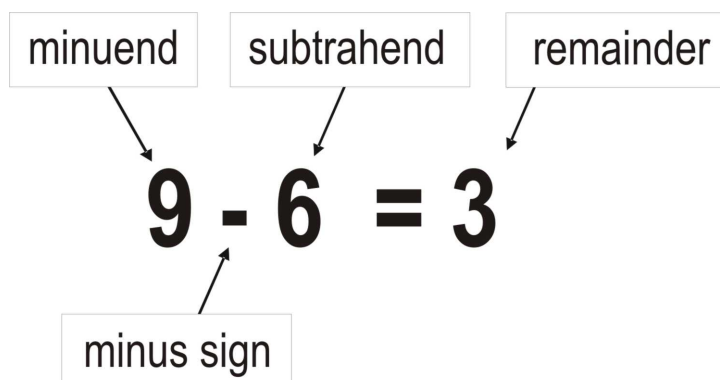 minuend subtrahend remainder
9 - 6 = 3
minus sign